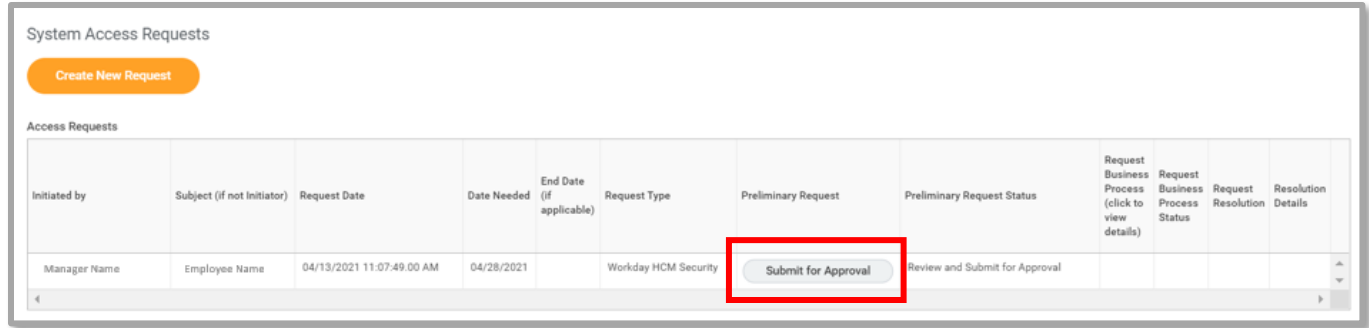 System Access Requests
Create New Request
Access Requests
Initiated by
Subject (if not Initiator)
Request Date
Date Needed
End Date
(if
applicable)
Request Type
Preliminary Request
Preliminary Request Status
Request
Business
Process
(click to
view
details)
Request
Business
Process
Status
Request
Resolution
Resolution
Details
Manager Name
Employee Name
04/13/2021 11:07:49.00 AM
04/28/2021
Workday HCM Security
Submit for Approval
Review and Submit for Approval